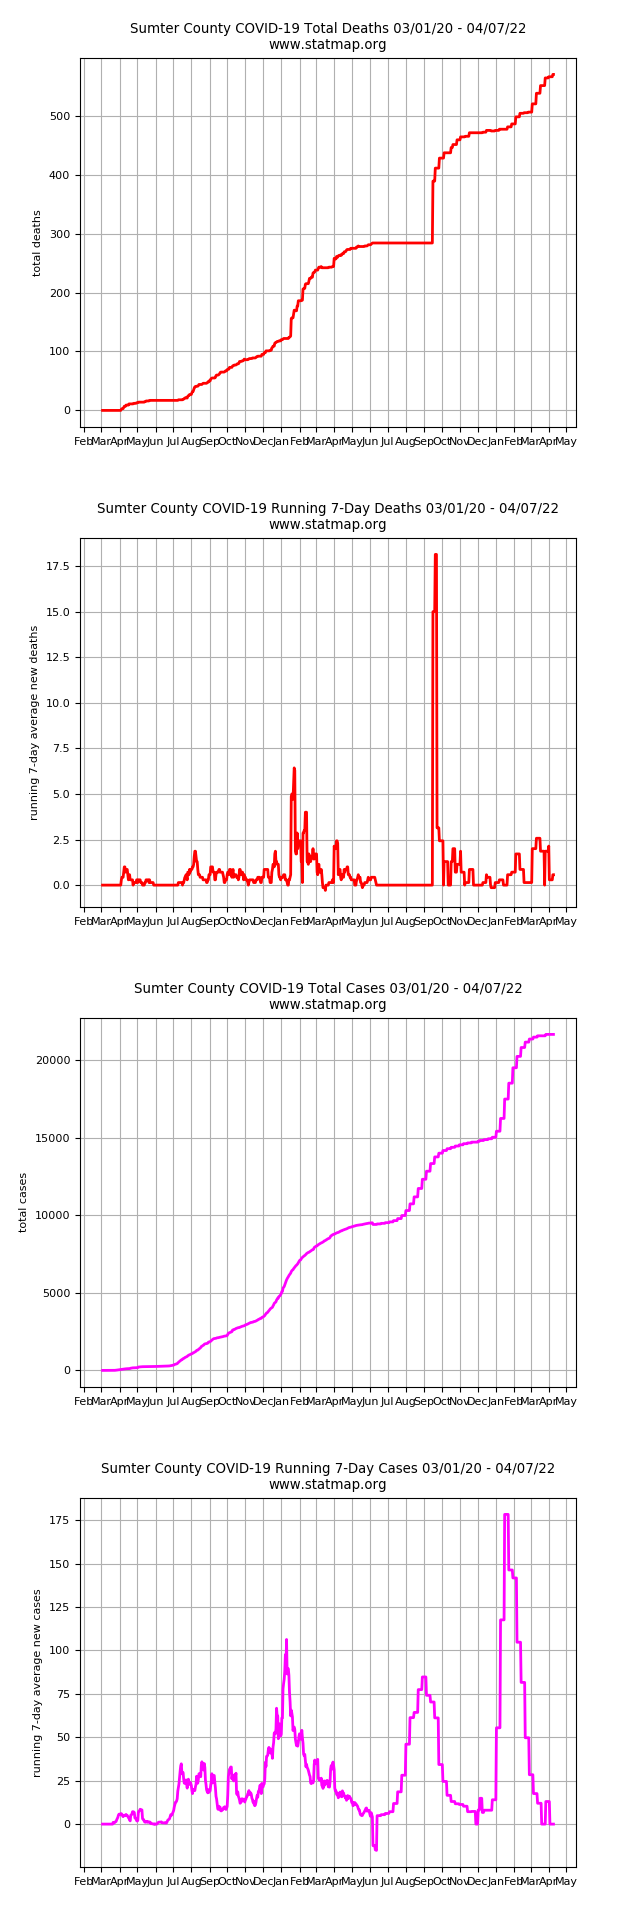 Sumter County COVID-19 Total Deaths 03/01/20 - 04/07/22
www.statmap.org
500
400
300
200
100
0
total deaths
Feb Mar Apr May Jun Jul Aug Sep Oct Nov Dec Jan Feb Mar Apr May Jun Jul Aug Sep Oct Nov Dec Jan Feb Mar Apr May
Sumter County COVID-19 Running 7-Day Deaths 03/01/20 - 04/07/22
www.statmap.org
17.5
15.0
12.5
10.0
7.5
5.0
2.5
0.0
running 7-day average new deaths
Feb Mar Apr May Jun Jul Aug Sep Oct Nov Dec Jan Feb Mar Apr May Jun Jul Aug Sep Oct Nov Dec Jan Feb Mar Apr May
Sumter County COVID-19 Total Cases 03/01/20 - 04/07/22
www.statmap.org
20000
15000
10000
5000
0
total cases
Feb Mar Apr May Jun Jul Aug Sep Oct Nov Dec Jan Feb Mar Apr May Jun Jul Aug Sep Oct Nov Dec Jan Feb Mar Apr May
Sumter County COVID-19 Running 7-Day Cases 03/01/20 - 04/07/22
www.statmap.org
175
150
125
100
75
50
25
0
running 7-day average new cases
Feb Mar Apr May Jun Jul Aug Sep Oct Nov Dec Jan Feb Mar Apr May Jun Jul Aug Sep Oct Nov Dec Jan Feb Mar Apr May